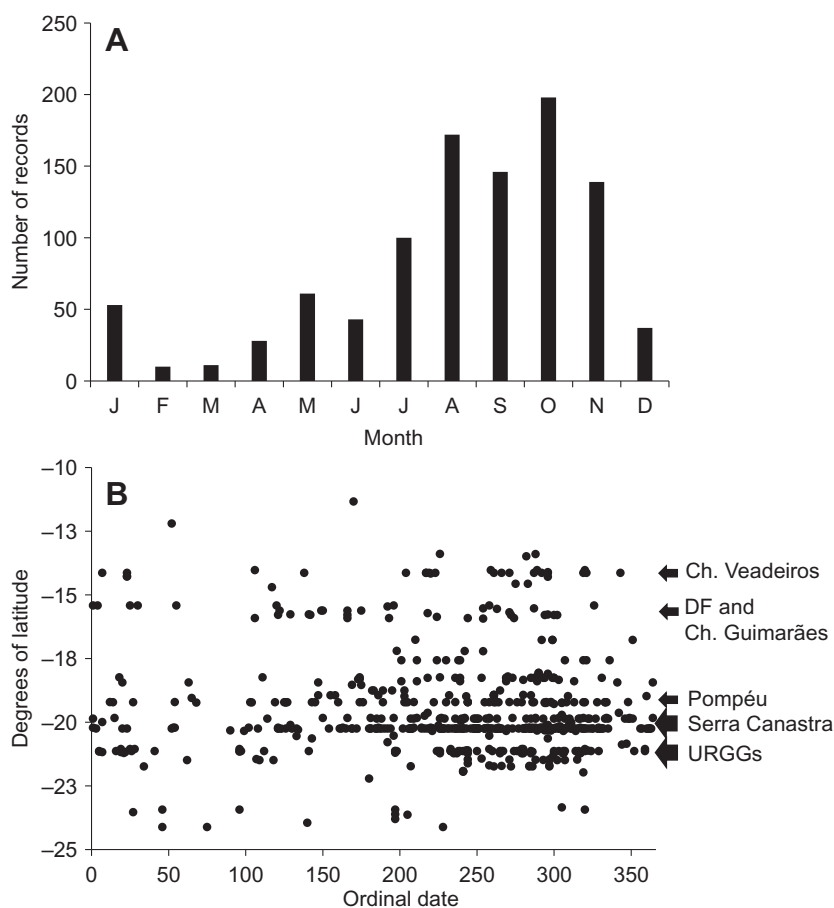 A
250
200
150
100
50
0
Number of records
J F M A M J J A S O N D
Month
B
–10
–13
–15
–18
–20
–23
–25
Degrees of latitude
Ch. Veadeiros
DF and
Ch. Guimarães
Pompéu
Serra Canastra
URGGs
0 50 100 150 200 250 300 350
Ordinal date